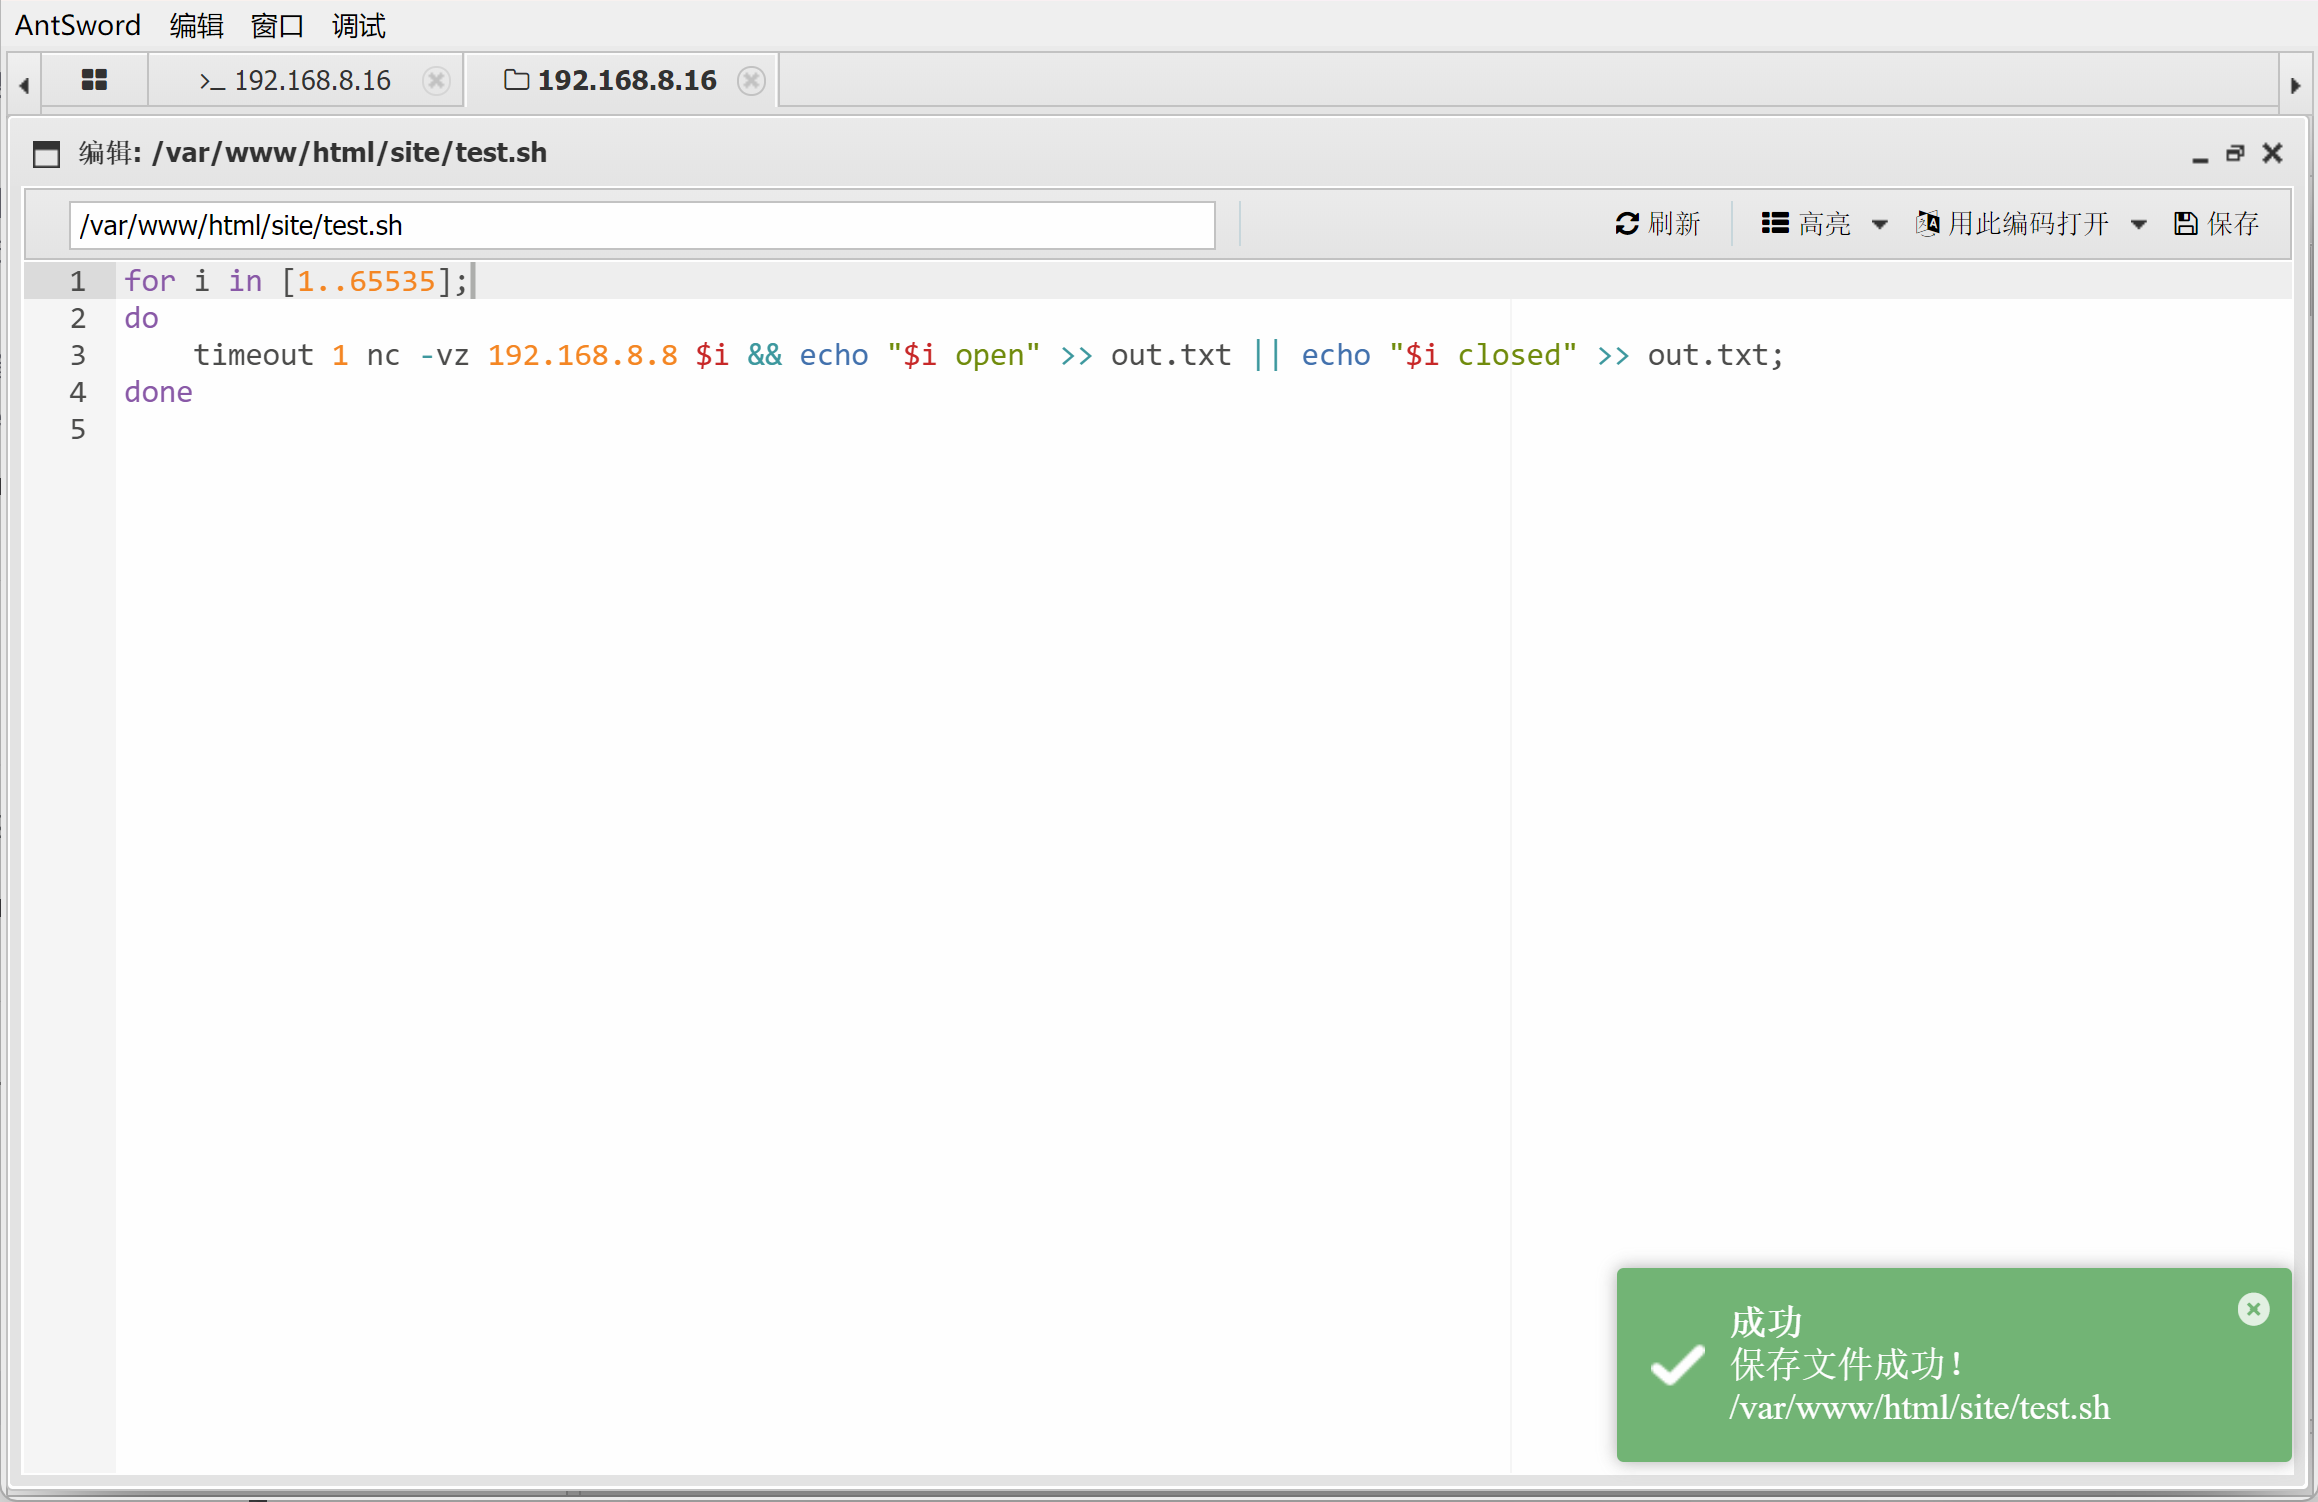 AntSword 编辑 窗口 调试
>_ 192.168.8.16 192.168.8.16
编辑: /var/www/html/site/test.sh
/var/www/html/site/test.sh 刷新 高亮 用此编码打开 保存
1 for i in [1..65535];
2 do
3     timeout 1 nc -vz 192.168.8.8 $i && echo "$i open" >> out.txt || echo "$i closed" >> out.txt;
4 done
5
成功
保存文件成功!
/var/www/html/site/test.sh